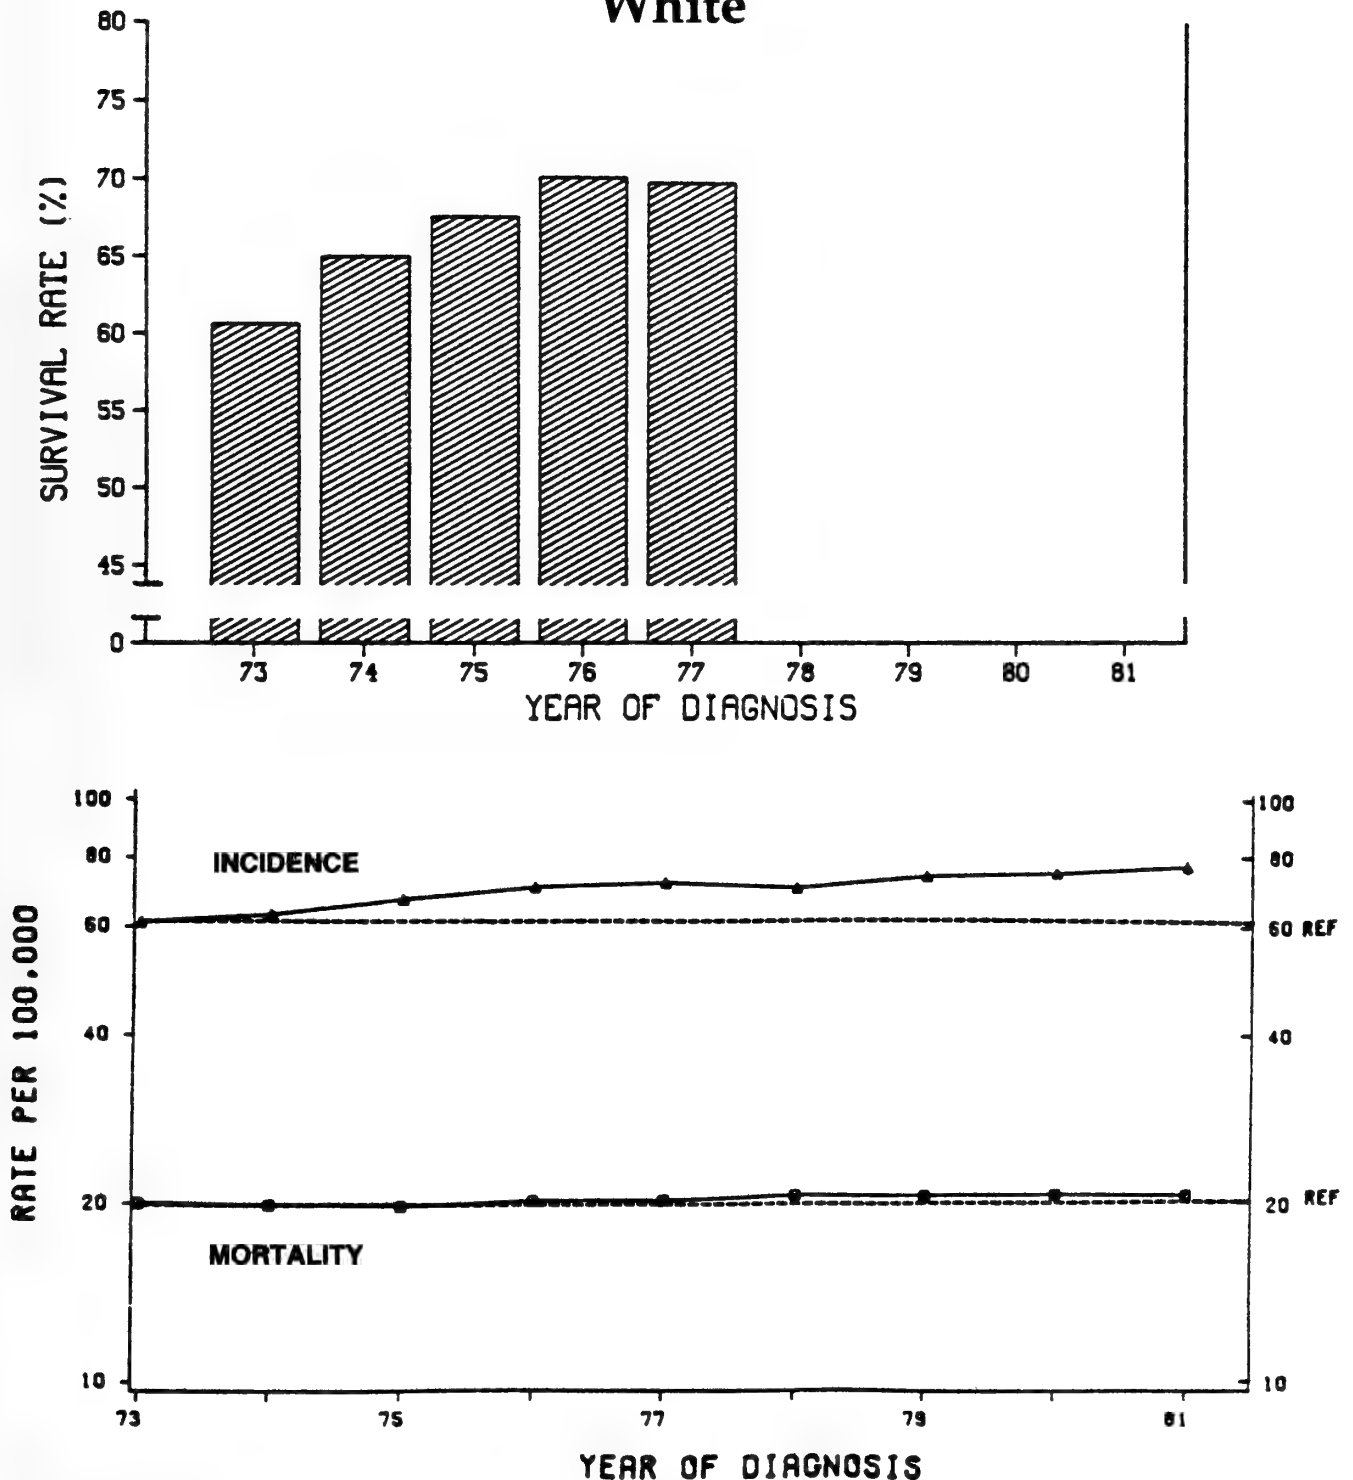 White
80
75
70
65
60
55
50
45
0
SURVIVAL RATE (%)
73 74 75 76 77 78 79 80 81
YEAR OF DIAGNOSIS
100 100
80 80
INCIDENCE
60 60 REF
40 40
20 20 REF
MORTALITY
10 10
RATE PER 100,000
73 75 77 79 81
YEAR OF DIAGNOSIS